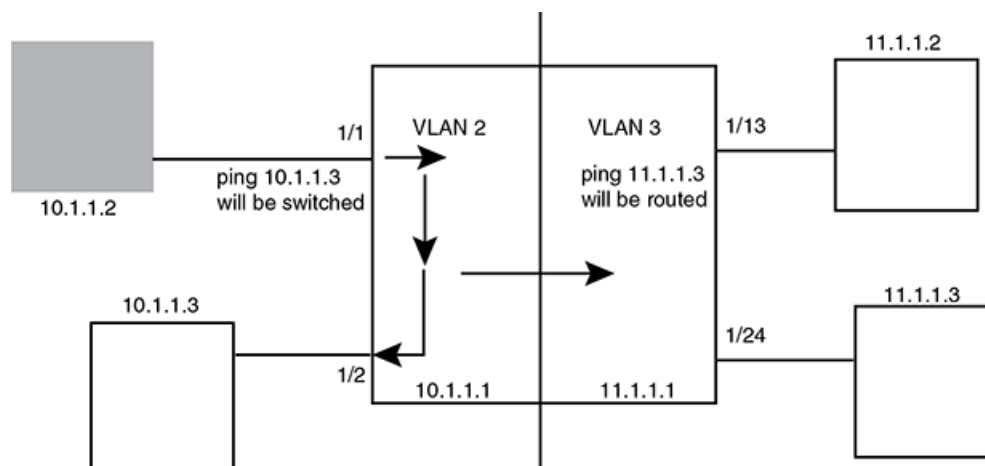 11.1.1.2
1/1
VLAN 2
VLAN 3
1/13
ping 10.1.1.3
will be switched
ping 11.1.1.3
will be routed
10.1.1.2
10.1.1.3
11.1.1.3
1/2
1/24
10.1.1.1
11.1.1.1